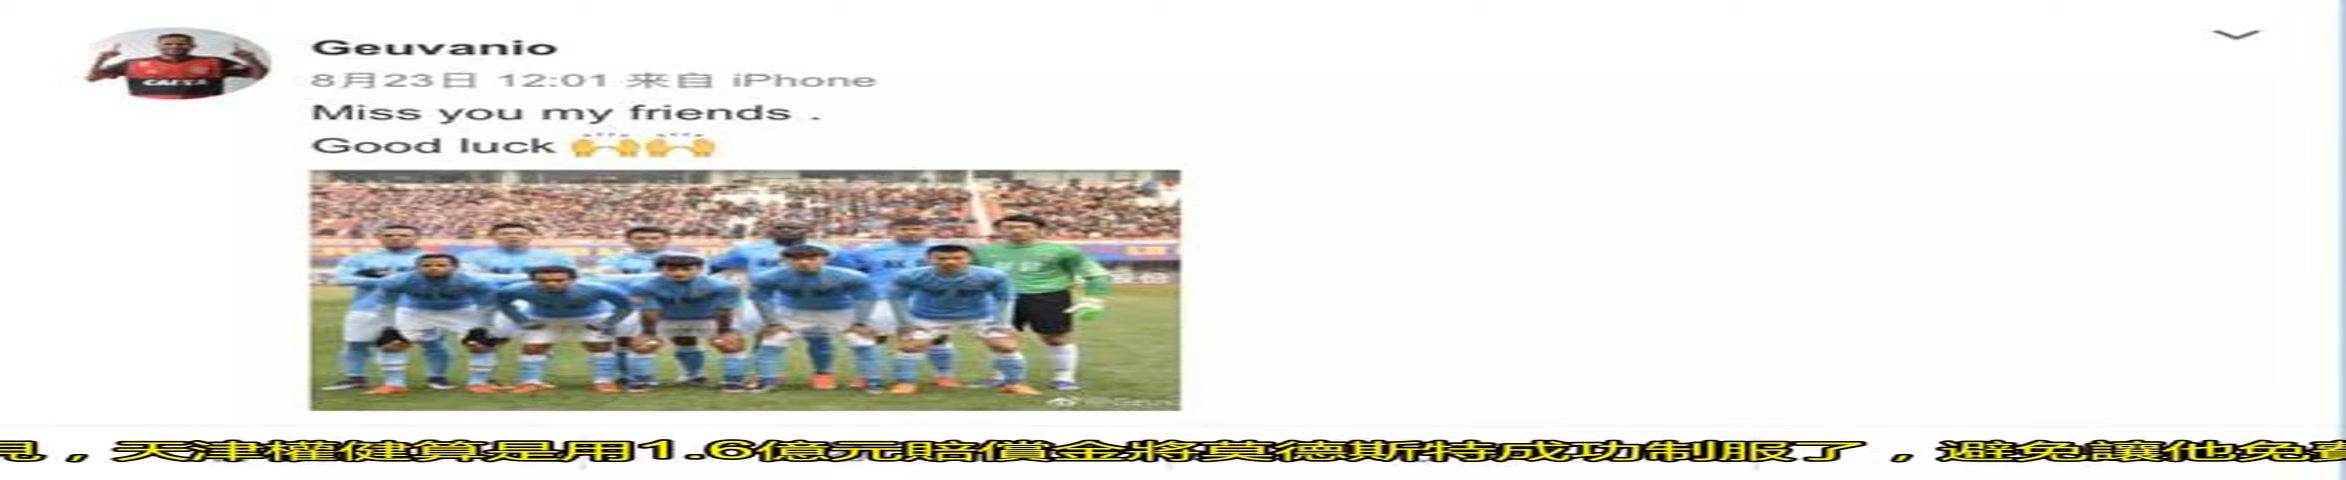 Geuvanio
8月23日 12:01 来自 iPhone
Miss you my friends .
Good luck 🙌🙌
，天津權健算是用1.6億元賠償金將莫德斯特成功制服了，避免讓他免